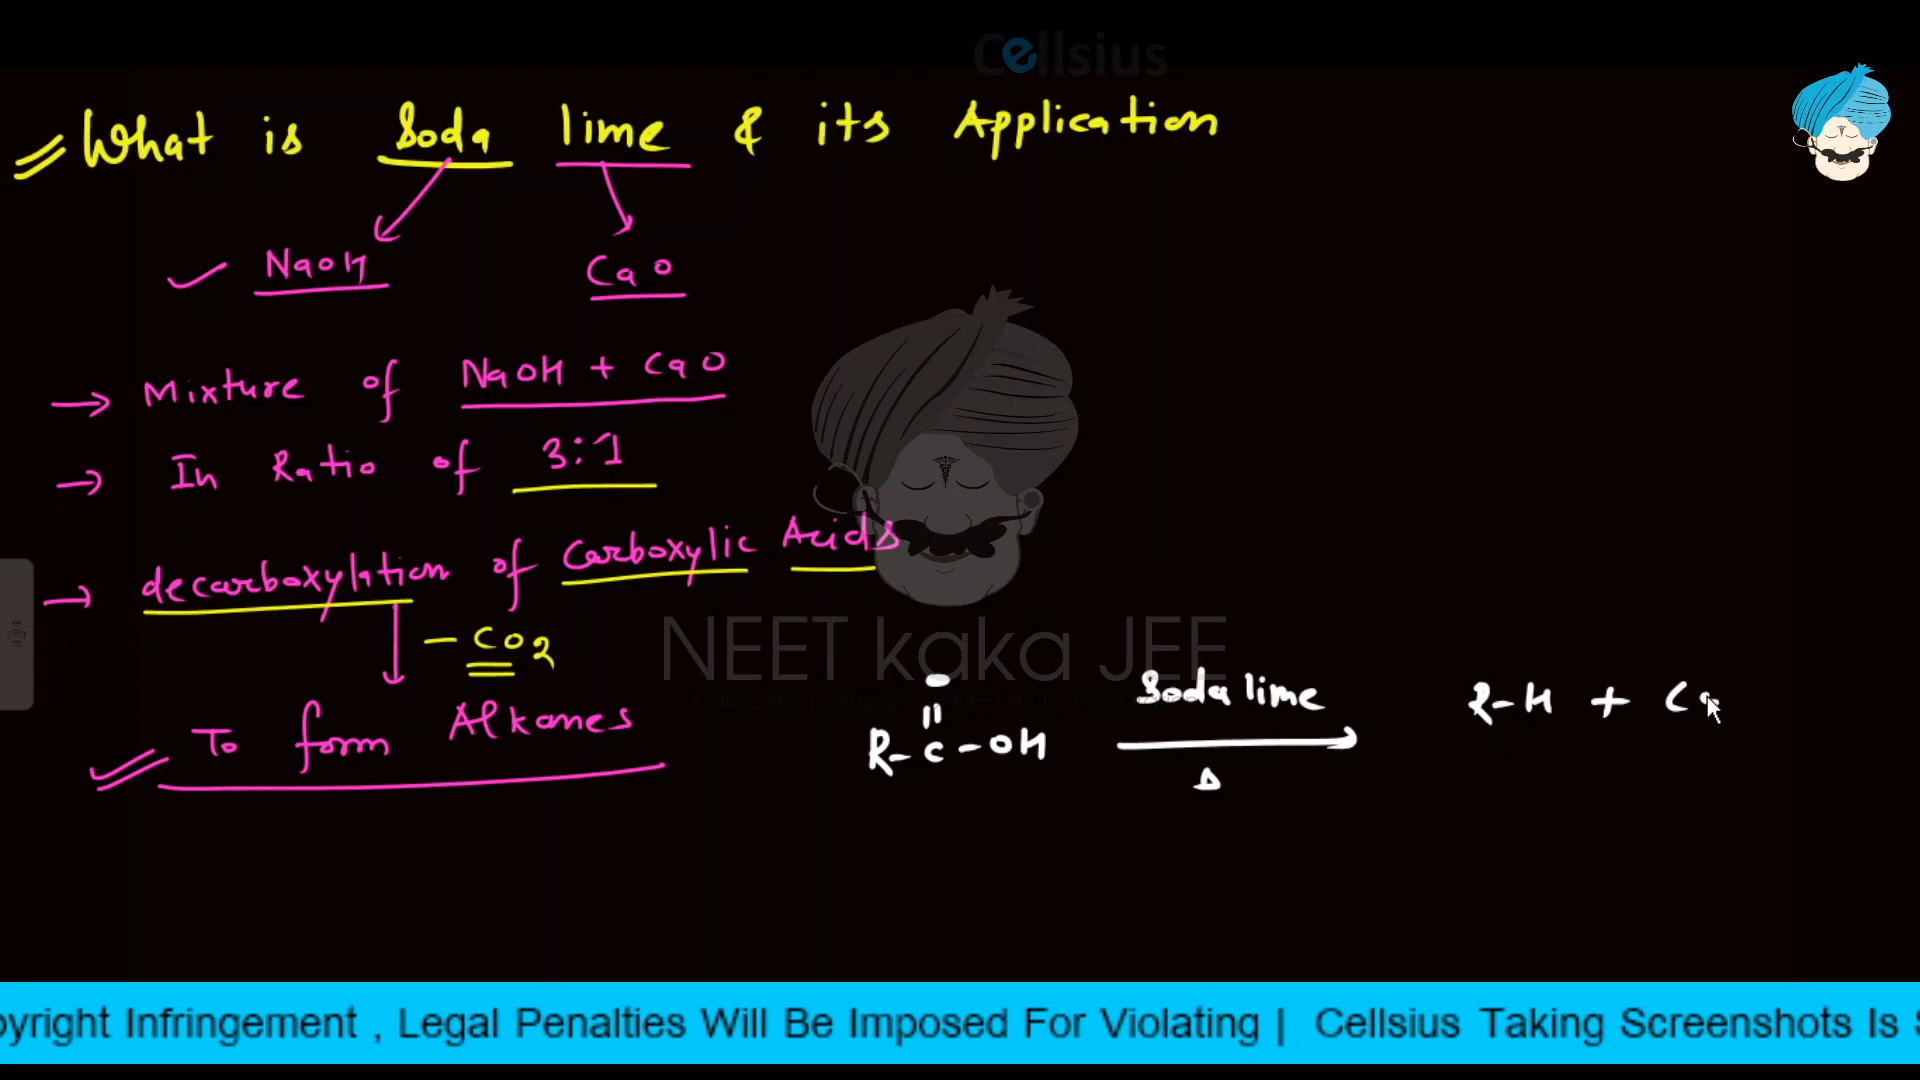 Cellsius
What is Soda lime & its Application
NaOH CaO
→ Mixture of NaOH + CaO
→ In Ratio of 3:1
→ decarboxylation of Carboxylic Acids
- CO2
NEET kaka JEE
To form Alkanes
O
||
R-C-OH
Soda lime
Δ
R-H + C
pyright Infringement , Legal Penalties Will Be Imposed For Violating | Cellsius Taking Screenshots Is S